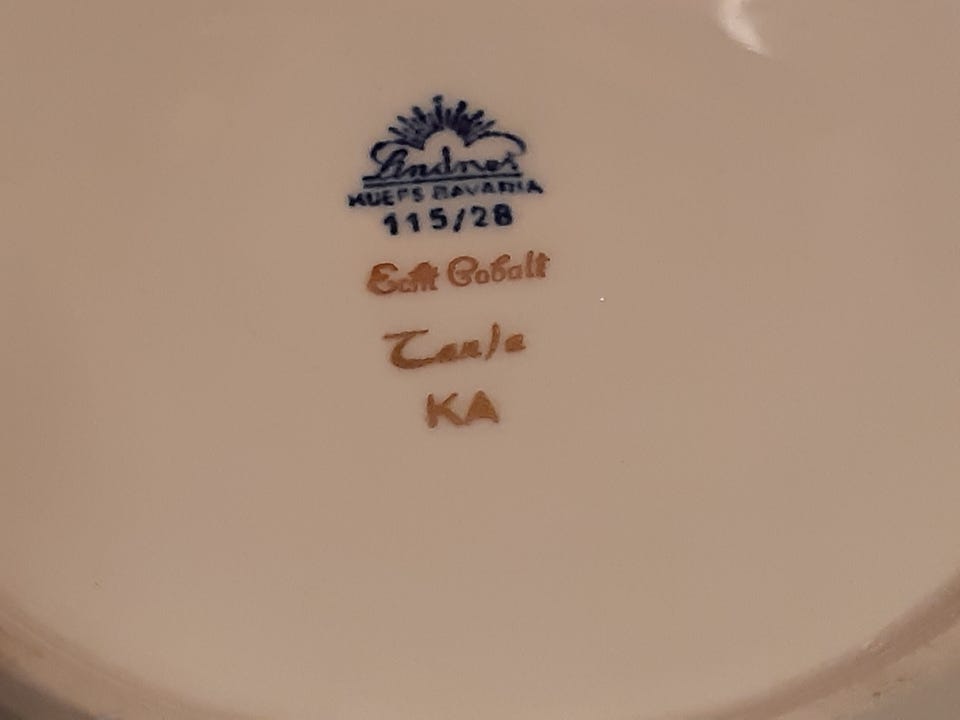 Lindner
KUEPS BAVARIA
115/28
Echt Cobalt
KA